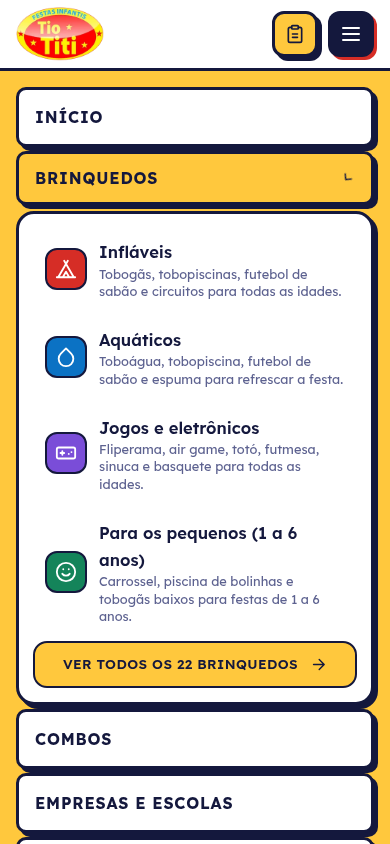 FESTAS INFANTIS
Tio
Titi
INÍCIO
BRINQUEDOS
Infláveis
Tobogãs, tobopiscinas, futebol de
sabão e circuitos para todas as idades.
Aquáticos
Toboágua, tobopiscina, futebol de
sabão e espuma para refrescar a festa.
Jogos e eletrônicos
Fliperama, air game, totó, futmesa,
sinuca e basquete para todas as
idades.
Para os pequenos (1 a 6
anos)
Carrossel, piscina de bolinhas e
tobogãs baixos para festas de 1 a 6
anos.
VER TODOS OS 22 BRINQUEDOS
COMBOS
EMPRESAS E ESCOLAS